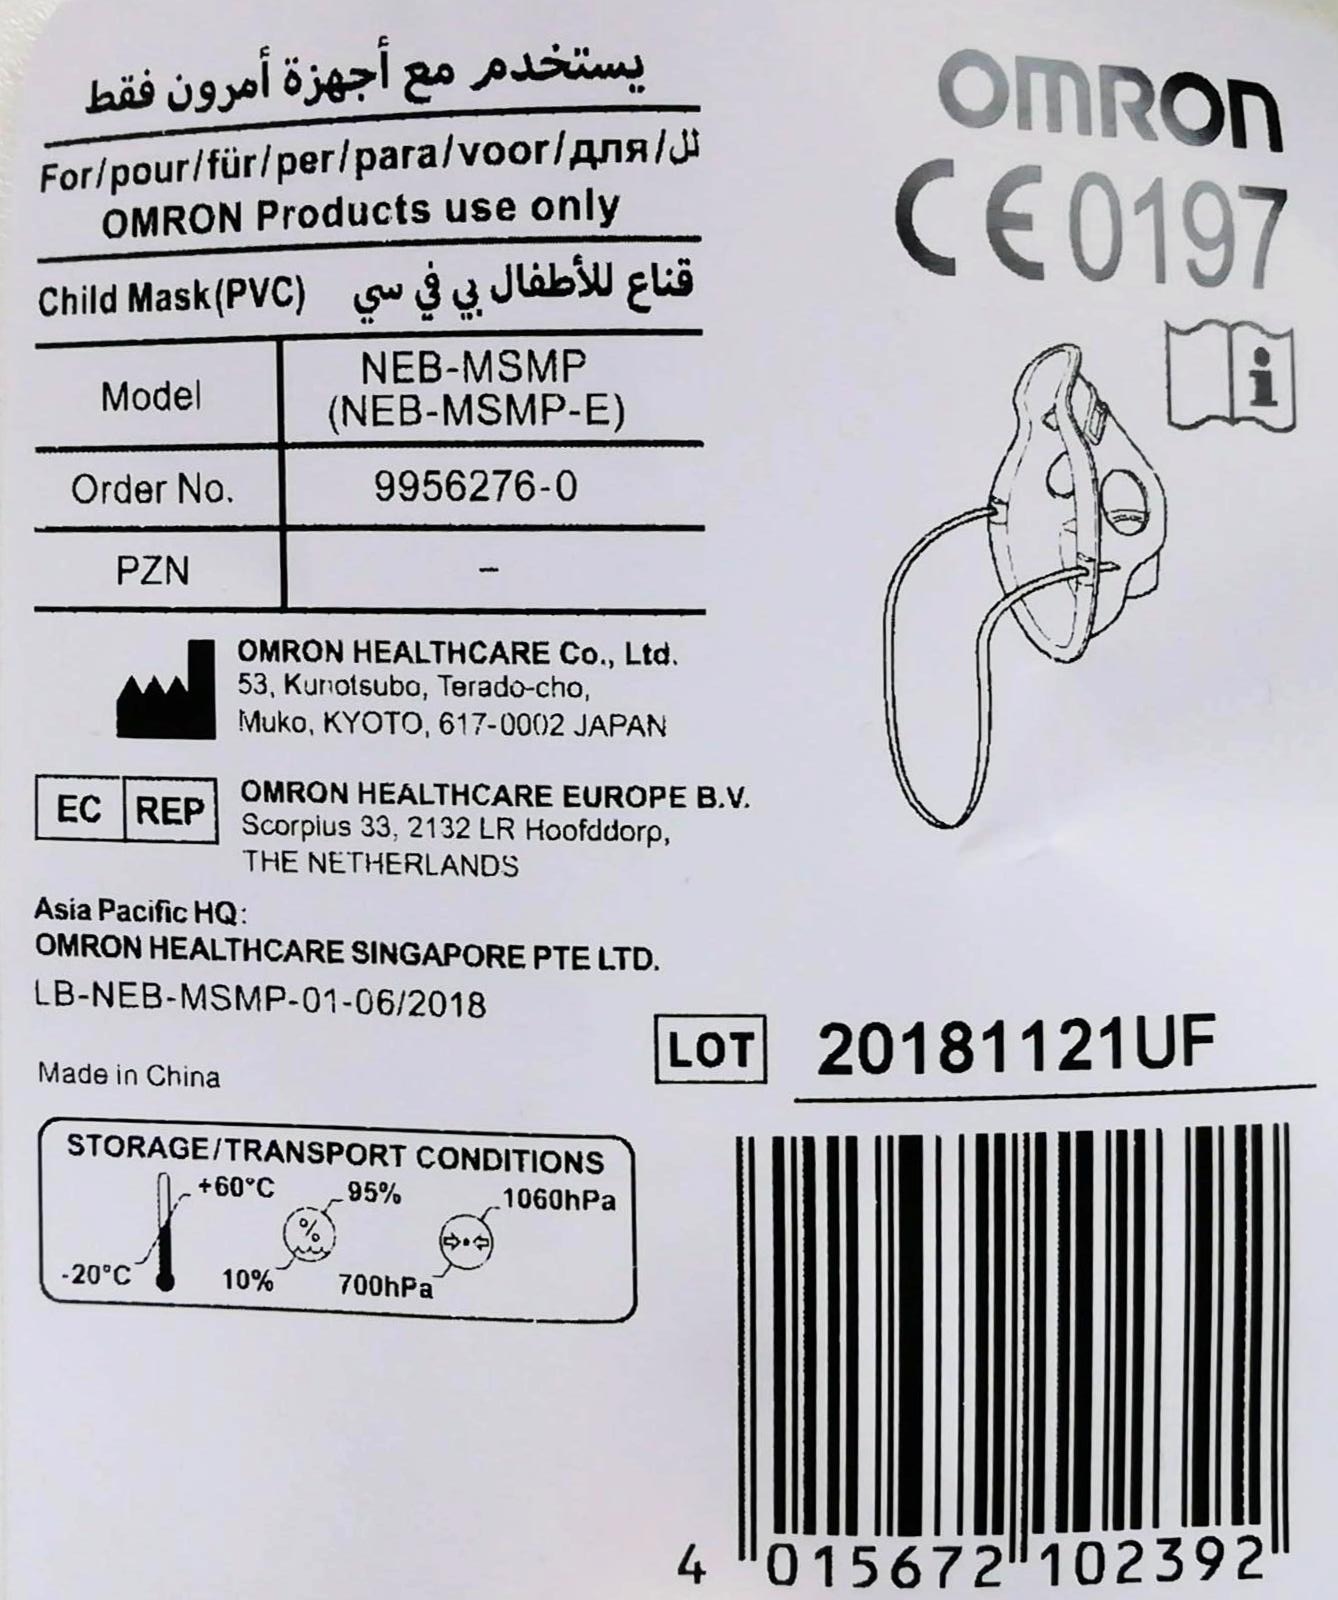 يستخدم مع أجهزة أمرون فقط
For/pour/für/per/para/voor/для/لل
OMRON Products use only
Child Mask(PVC) قناع للأطفال بي في سي
Model NEB-MSMP
(NEB-MSMP-E)
Order No. 9956276-0
PZN –
OMRON HEALTHCARE Co., Ltd.
53, Kunotsubo, Terado-cho,
Muko, KYOTO, 617-0002 JAPAN
EC REP OMRON HEALTHCARE EUROPE B.V.
Scorpius 33, 2132 LR Hoofddorp,
THE NETHERLANDS
Asia Pacific HQ:
OMRON HEALTHCARE SINGAPORE PTE LTD.
LB-NEB-MSMP-01-06/2018
Made in China
STORAGE/TRANSPORT CONDITIONS
+60°C 95% 1060hPa
%
-20°C 10% 700hPa
OMRON
CE 0197
i
LOT 20181121UF
4 015672 102392